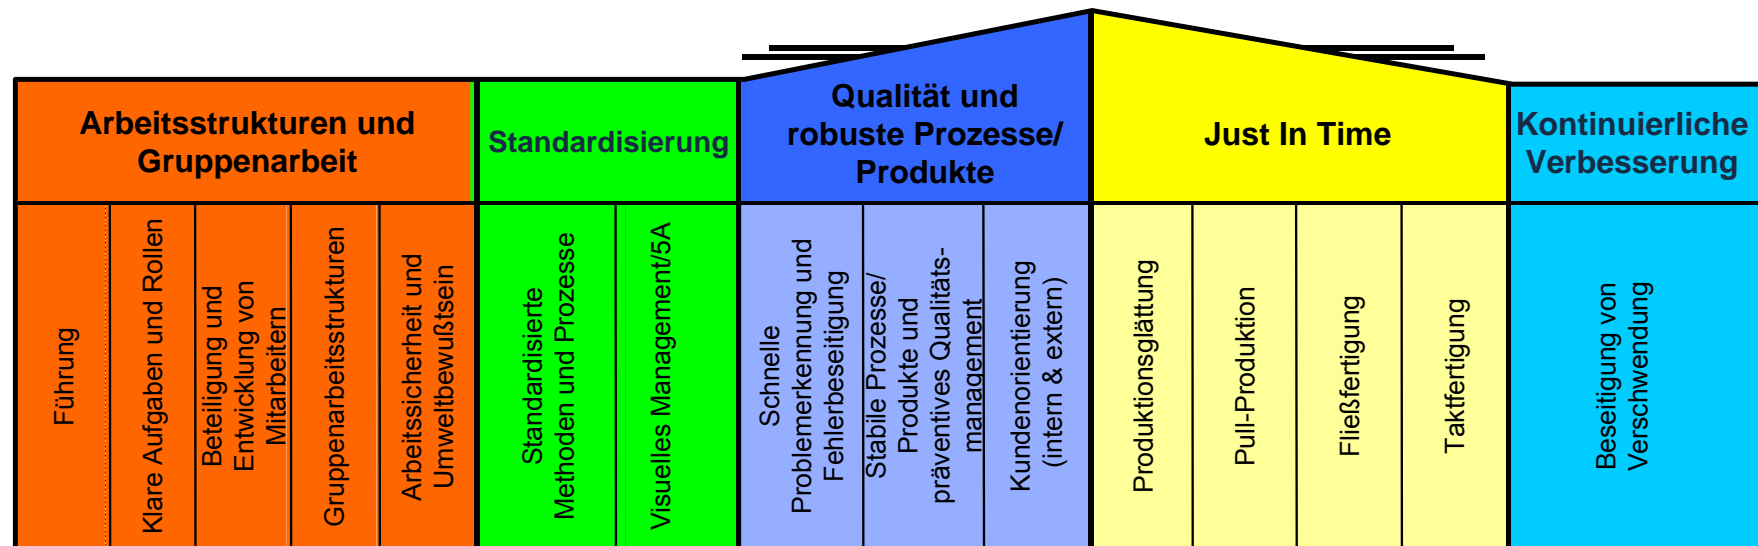 Arbeitsstrukturen und
Gruppenarbeit
Standardisierung
Qualität und
robuste Prozesse/
Produkte
Just In Time
Kontinuierliche
Verbesserung
Führung
Klare Aufgaben und Rollen
Beteiligung und
Entwicklung von
Mitarbeitern
Gruppenarbeitsstrukturen
Arbeitssicherheit und
Umweltbewußtsein
Standardisierte
Methoden und Prozesse
Visuelles Management/5A
Schnelle
Problemerkennung und
Fehlerbeseitigung
Stabile Prozesse/
Produkte und
präventives Qualitäts-
management
Kundenorientierung
(intern & extern)
Produktionsglättung
Pull-Produktion
Fließfertigung
Taktfertigung
Beseitigung von
Verschwendung